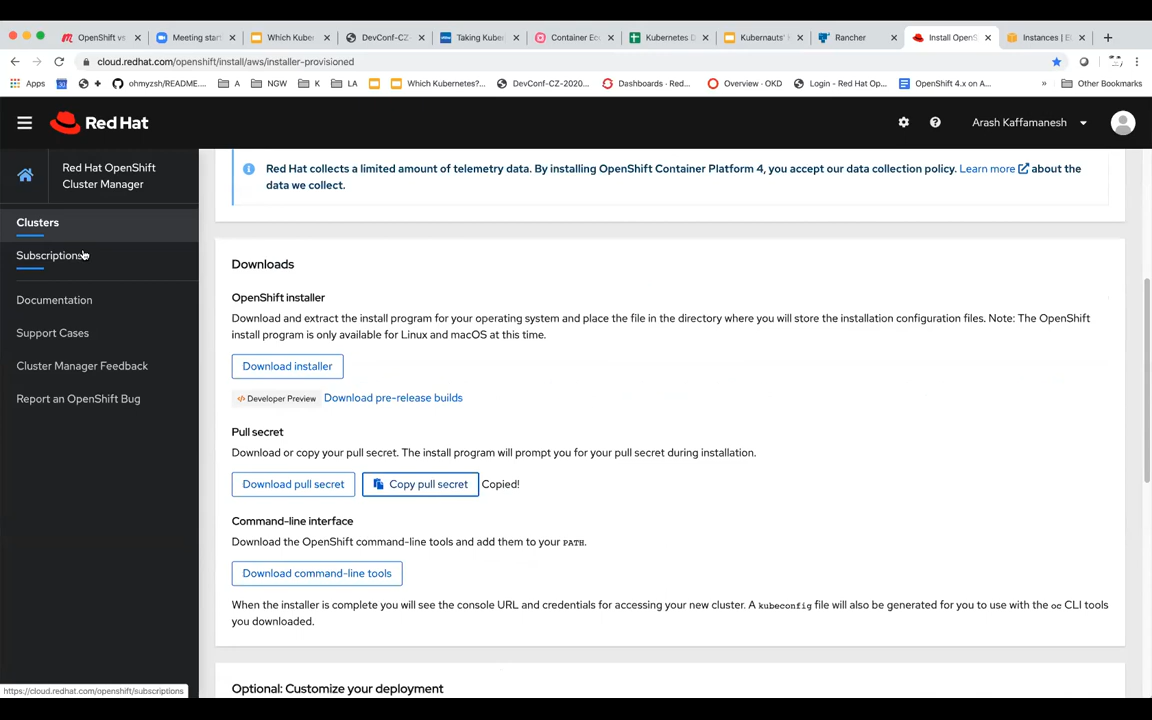 OpenShift vs
Meeting start
Which Kuber
DevConf-CZ-
Taking Kuber
Container Ec
Kubernetes D
Kubernauts' K
Rancher
Install OpenS
Instances | E
cloud.redhat.com/openshift/install/aws/installer-provisioned
Apps
ohmyzsh/README....
A
NGW
K
LA
Which Kubernetes?...
DevConf-CZ-2020...
Dashboards · Red...
Overview · OKD
Login - Red Hat Op...
OpenShift 4.x on A...
»
Other Bookmarks
Red Hat
Arash Kaffamanesh
Red Hat OpenShift
Cluster Manager
Clusters
Subscriptions
Documentation
Support Cases
Cluster Manager Feedback
Report an OpenShift Bug
Red Hat collects a limited amount of telemetry data. By installing OpenShift Container Platform 4, you accept our data collection policy. Learn more about the
data we collect.
Downloads
OpenShift installer
Download and extract the install program for your operating system and place the file in the directory where you will store the installation configuration files. Note: The OpenShift
install program is only available for Linux and macOS at this time.
Download installer
</> Developer Preview Download pre-release builds
Pull secret
Download or copy your pull secret. The install program will prompt you for your pull secret during installation.
Download pull secret Copy pull secret Copied!
Command-line interface
Download the OpenShift command-line tools and add them to your PATH.
Download command-line tools
When the installer is complete you will see the console URL and credentials for accessing your new cluster. A kubeconfig file will also be generated for you to use with the oc CLI tools
you downloaded.
Optional: Customize your deployment
https://cloud.redhat.com/openshift/subscriptions